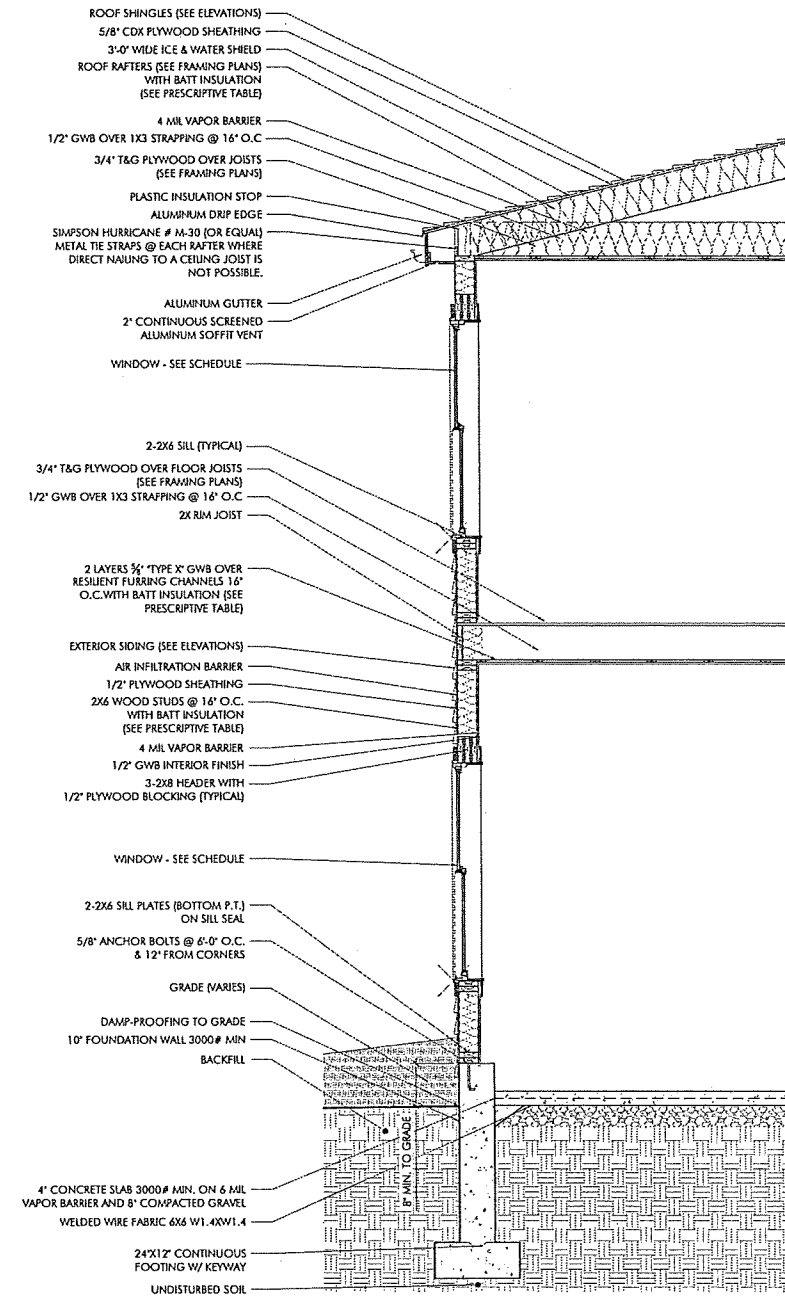 ROOF SHINGLES (SEE ELEVATIONS)
5/8" CDX PLYWOOD SHEATHING
3'-0" WIDE ICE & WATER SHIELD
ROOF RAFTERS (SEE FRAMING PLANS)
WITH BATT INSULATION
(SEE PRESCRIPTIVE TABLE)
4 MIL VAPOR BARRIER
1/2" GWB OVER 1X3 STRAPPING @ 16" O.C
3/4" T&G PLYWOOD OVER JOISTS
(SEE FRAMING PLANS)
PLASTIC INSULATION STOP
ALUMINUM DRIP EDGE
SIMPSON HURRICANE # M-30 (OR EQUAL)
METAL TIE STRAPS @ EACH RAFTER WHERE
DIRECT NAILING TO A CEILING JOIST IS
NOT POSSIBLE.
ALUMINUM GUTTER
2" CONTINUOUS SCREENED
ALUMINUM SOFFIT VENT
WINDOW - SEE SCHEDULE
2-2X6 SILL (TYPICAL)
3/4" T&G PLYWOOD OVER FLOOR JOISTS
(SEE FRAMING PLANS)
1/2" GWB OVER 1X3 STRAPPING @ 16" O.C
2X RIM JOIST
2 LAYERS ⅝" "TYPE X" GWB OVER
RESILIENT FURRING CHANNELS 16"
O.C.WITH BATT INSULATION (SEE
PRESCRIPTIVE TABLE)
EXTERIOR SIDING (SEE ELEVATIONS)
AIR INFILTRATION BARRIER
1/2" PLYWOOD SHEATHING
2X6 WOOD STUDS @ 16" O.C.
WITH BATT INSULATION
(SEE PRESCRIPTIVE TABLE)
4 MIL VAPOR BARRIER
1/2" GWB INTERIOR FINISH
3-2X8 HEADER WITH
1/2" PLYWOOD BLOCKING (TYPICAL)
WINDOW - SEE SCHEDULE
2-2X6 SILL PLATES (BOTTOM P.T.)
ON SILL SEAL
5/8" ANCHOR BOLTS @ 6'-0" O.C.
& 12" FROM CORNERS
GRADE (VARIES)
DAMP-PROOFING TO GRADE
10" FOUNDATION WALL 3000# MIN
BACKFILL
8" MIN. TO GRADE
4" CONCRETE SLAB 3000# MIN. ON 6 MIL
VAPOR BARRIER AND 8" COMPACTED GRAVEL
WELDED WIRE FABRIC 6X6 W1.4XW1.4
24"X12" CONTINUOUS
FOOTING W/ KEYWAY
UNDISTURBED SOIL